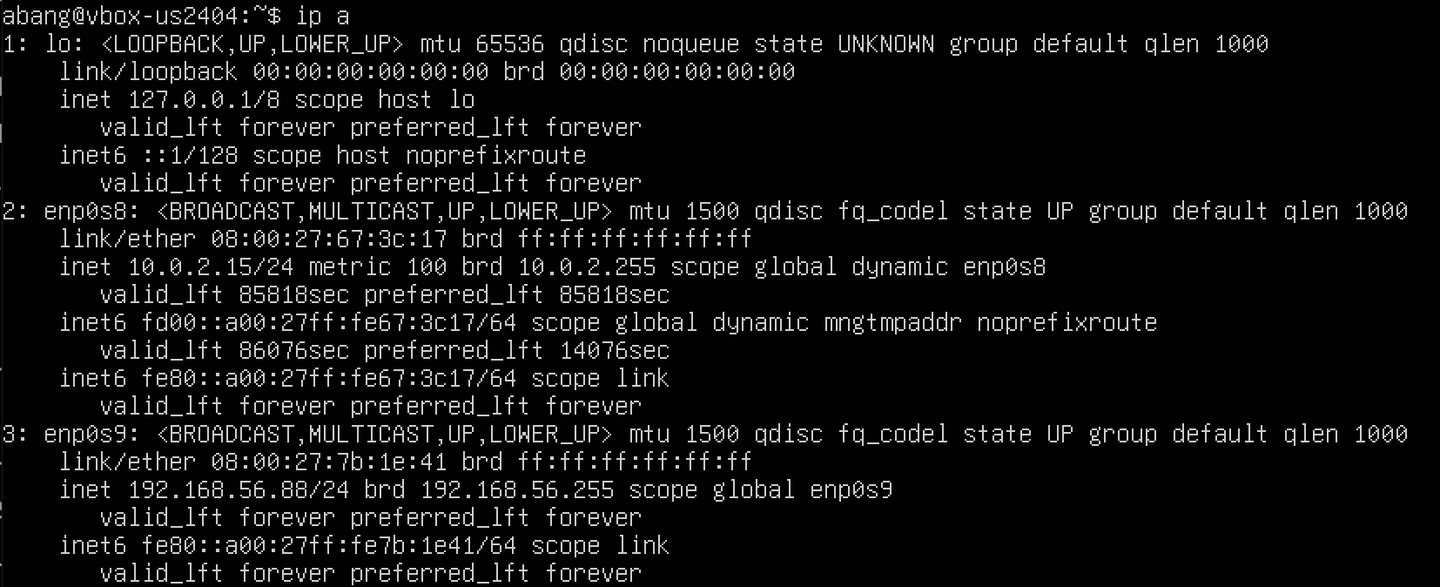 abang@vbox-us2404:~$ ip a
1: lo: <LOOPBACK,UP,LOWER_UP> mtu 65536 qdisc noqueue state UNKNOWN group default qlen 1000
    link/loopback 00:00:00:00:00:00 brd 00:00:00:00:00:00
    inet 127.0.0.1/8 scope host lo
       valid_lft forever preferred_lft forever
    inet6 ::1/128 scope host noprefixroute
       valid_lft forever preferred_lft forever
2: enp0s8: <BROADCAST,MULTICAST,UP,LOWER_UP> mtu 1500 qdisc fq_codel state UP group default qlen 1000
    link/ether 08:00:27:67:3c:17 brd ff:ff:ff:ff:ff:ff
    inet 10.0.2.15/24 metric 100 brd 10.0.2.255 scope global dynamic enp0s8
       valid_lft 85818sec preferred_lft 85818sec
    inet6 fd00::a00:27ff:fe67:3c17/64 scope global dynamic mngtmpaddr noprefixroute
       valid_lft 86076sec preferred_lft 14076sec
    inet6 fe80::a00:27ff:fe67:3c17/64 scope link
       valid_lft forever preferred_lft forever
3: enp0s9: <BROADCAST,MULTICAST,UP,LOWER_UP> mtu 1500 qdisc fq_codel state UP group default qlen 1000
    link/ether 08:00:27:7b:1e:41 brd ff:ff:ff:ff:ff:ff
    inet 192.168.56.88/24 brd 192.168.56.255 scope global enp0s9
       valid_lft forever preferred_lft forever
    inet6 fe80::a00:27ff:fe7b:1e41/64 scope link
       valid_lft forever preferred_lft forever